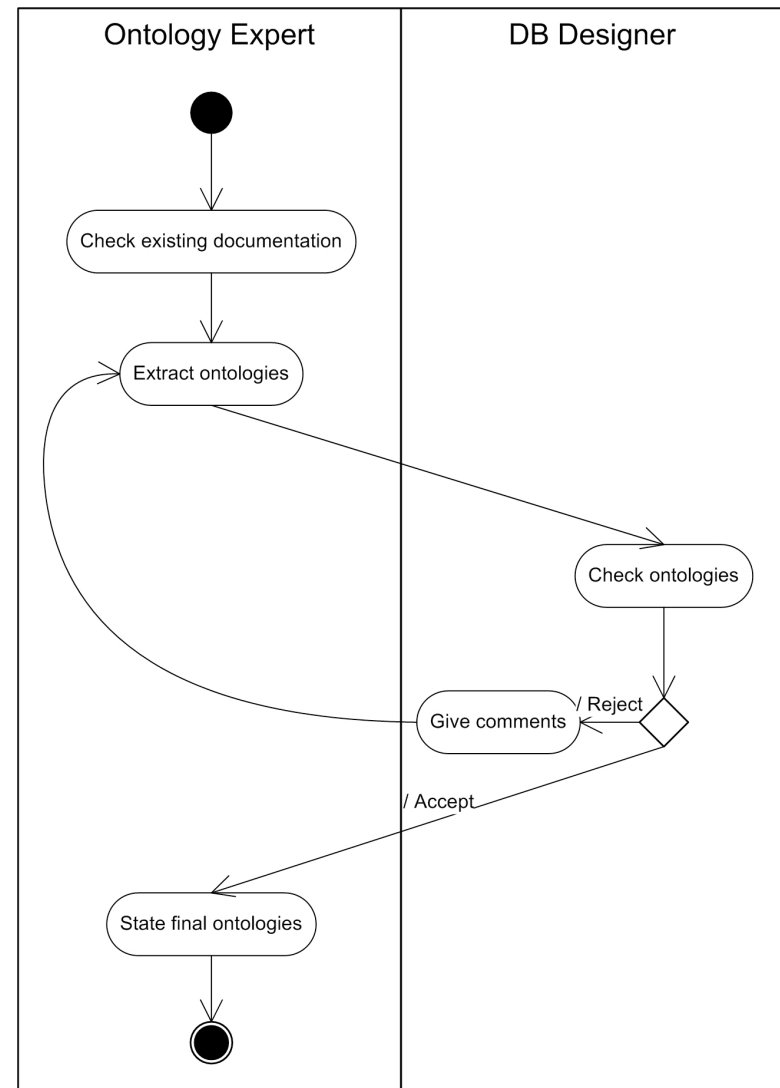 Ontology Expert
DB Designer
Check existing documentation
Extract ontologies
Check ontologies
/ Reject
Give comments
/ Accept
State final ontologies